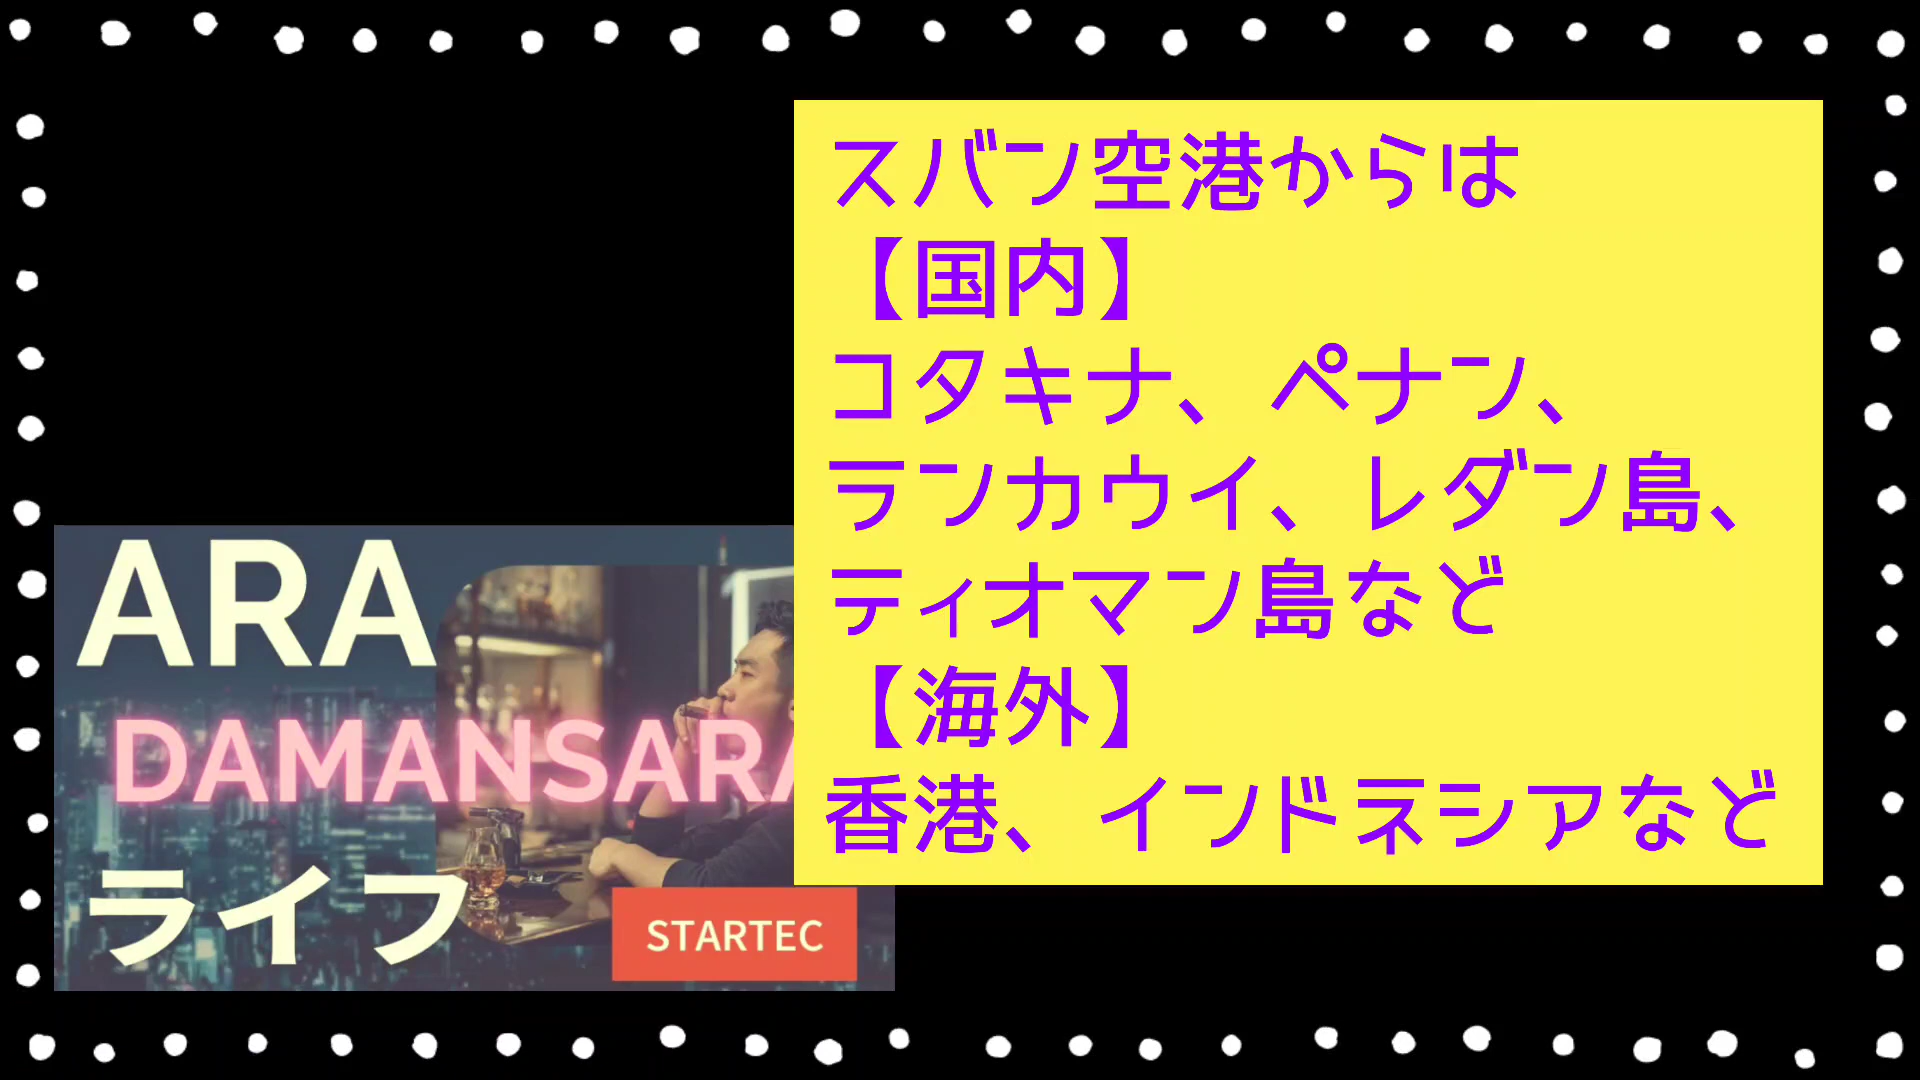 スバン空港からは
【国内】
コタキナ、ペナン、
ランカウイ、レダン島、
ティオマン島など
【海外】
香港、インドネシアなど
ARA
DAMANSARA
ライフ
STARTEC